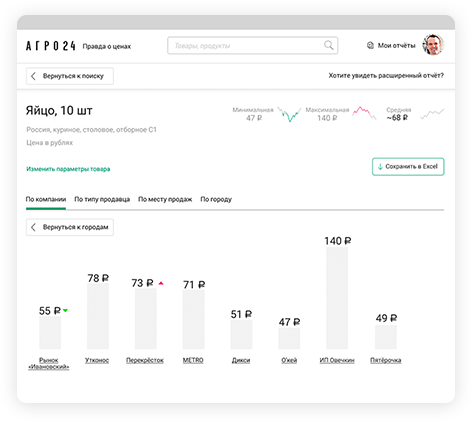 АГРО24 Правда о ценах Товары, продукты Мои отчёты
Вернуться к поиску Хотите увидеть расширенный отчёт?
Яйцо, 10 шт
Минимальная 47 ₽ Максимальная 140 ₽ Средняя ~68 ₽
Россия, куриное, столовое, отборное С1
Цена в рублях
Изменить параметры товара
Сохранить в Excel
По компании По типу продавца По месту продаж По городу
Вернуться к городам
55 ₽ 78 ₽ 73 ₽ 71 ₽ 51 ₽ 47 ₽ 140 ₽ 49 ₽
Рынок «Ивановский» Утконос Перекрёсток METRO Дикси О'кей ИП Овечкин Пятёрочка